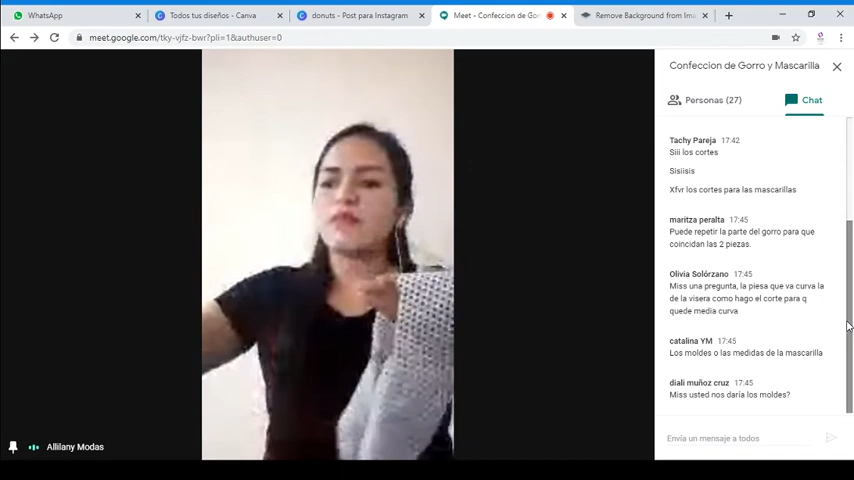 WhatsApp
Todos tus diseños - Canva
donuts - Post para Instagram
Meet - Confeccion de Gor
Remove Background from Ima
meet.google.com/tky-vjfz-bwr?pli=1&authuser=0
Confeccion de Gorro y Mascarilla
Personas (27)
Chat
Tachy Pareja 17:42
Siii los cortes
Sisiisis
Xfvr los cortes para las mascarillas
maritza peralta 17:45
Puede repetir la parte del gorro para que
coincidan las 2 piezas.
Olivia Solórzano 17:45
Miss una pregunta, la piesa que va curva la
de la visera como hago el corte para q
quede media curva
catalina YM 17:45
Los moldes o las medidas de la mascarilla
diali muñoz cruz 17:45
Miss usted nos daría los moldes?
Envía un mensaje a todos
Allilany Modas